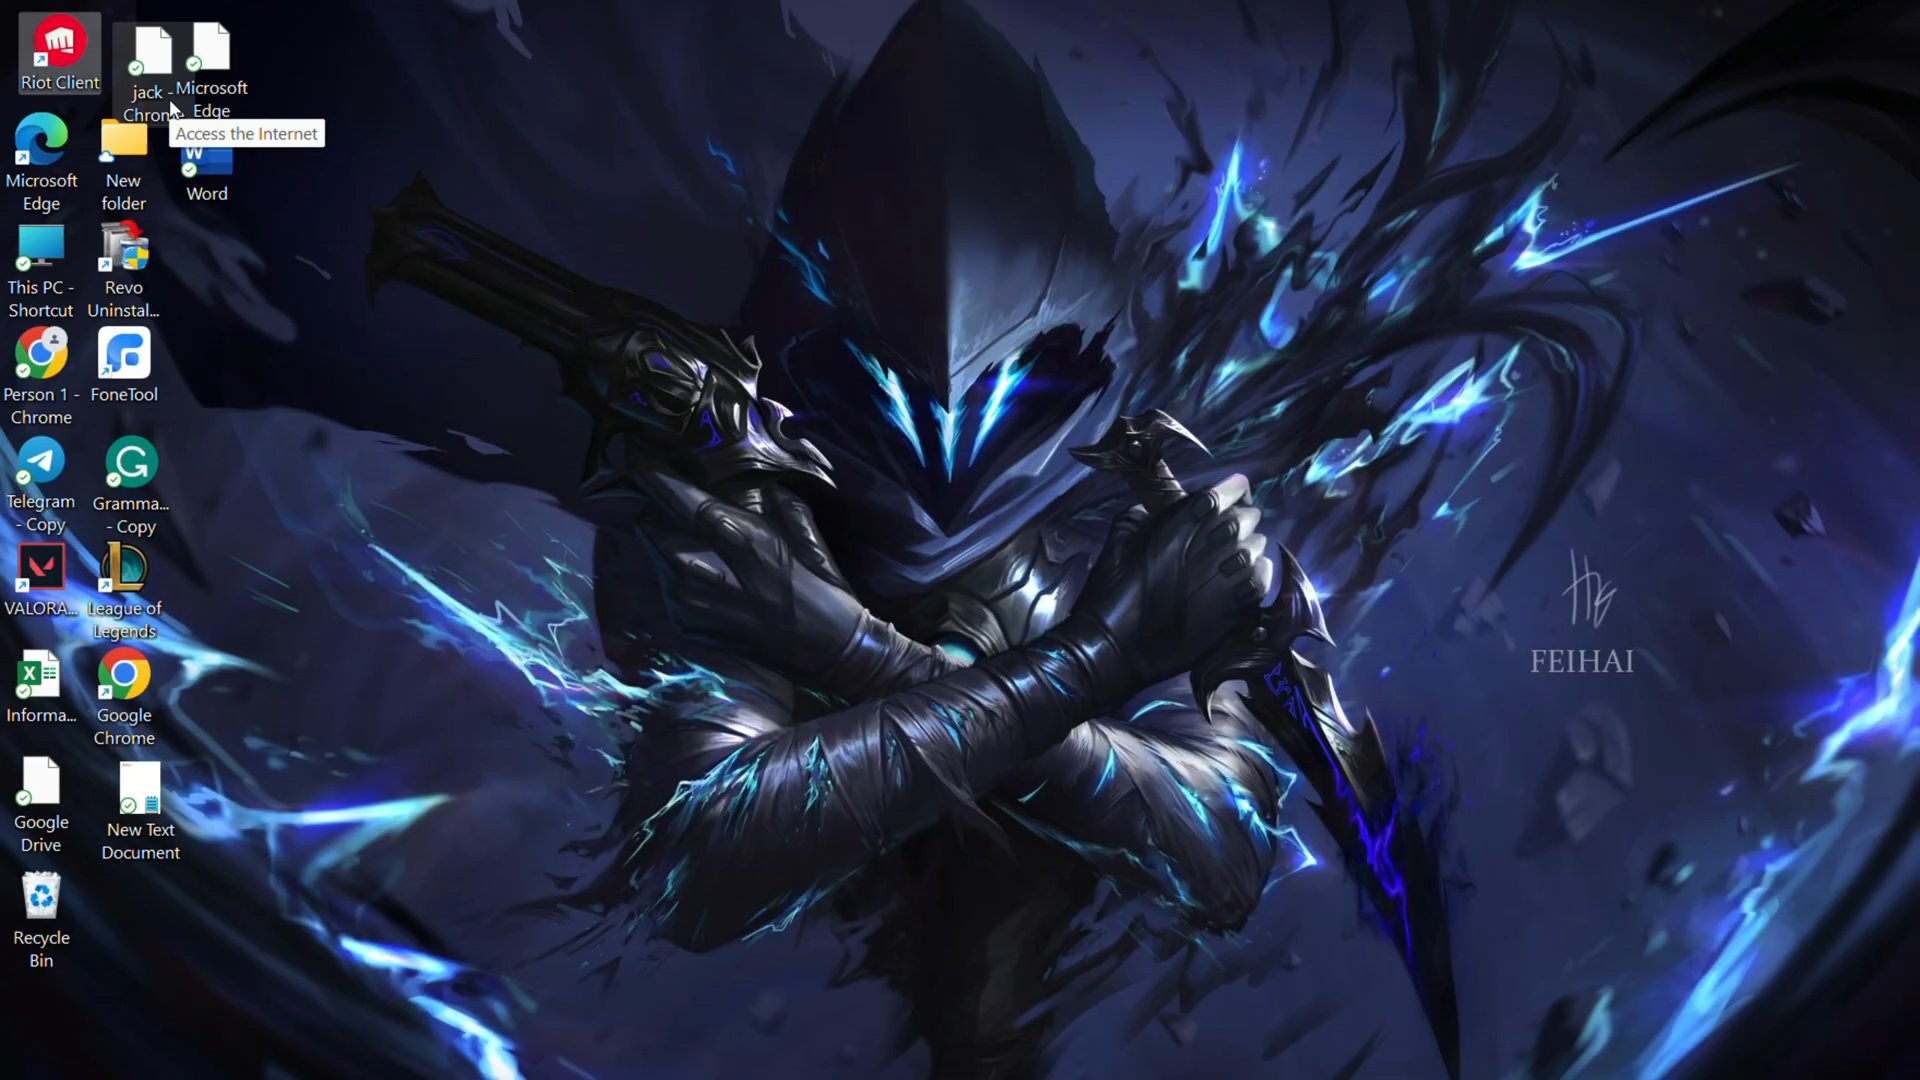 Riot Client
jack -
Chrom
Microsoft
Edge
Access the Internet
Microsoft
Edge
New
folder
W
Word
This PC -
Shortcut
Revo
Uninstal...
Person 1 -
Chrome
FoneTool
Telegram
- Copy
Gramma...
- Copy
VALORA...
League of
Legends
X
Informa...
Google
Chrome
Google
Drive
New Text
Document
Recycle
Bin
FEIHAI